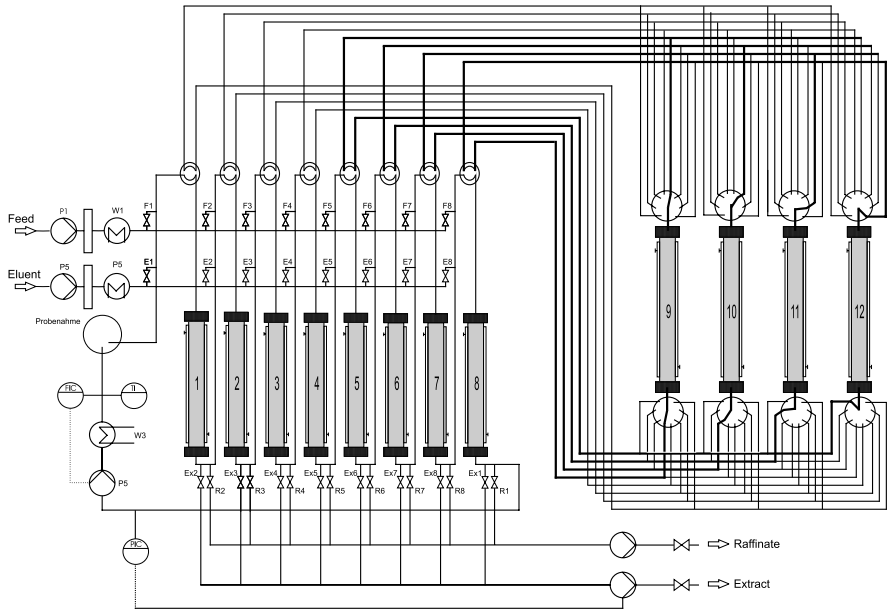 F1 F2 F3 F4 F5 F6 F7 F8
P1 W1
Feed
E1 E2 E3 E4 E5 E6 E7 E8
P5 P5
Eluent
Probenahme
9 10 11 12
1 2 3 4 5 6 7 8
FIC TI
W3
P5
Ex2 Ex3 Ex4 Ex5 Ex6 Ex7 Ex8 Ex1
R2 R3 R4 R5 R6 R7 R8 R1
PIC
Raffinate
Extract